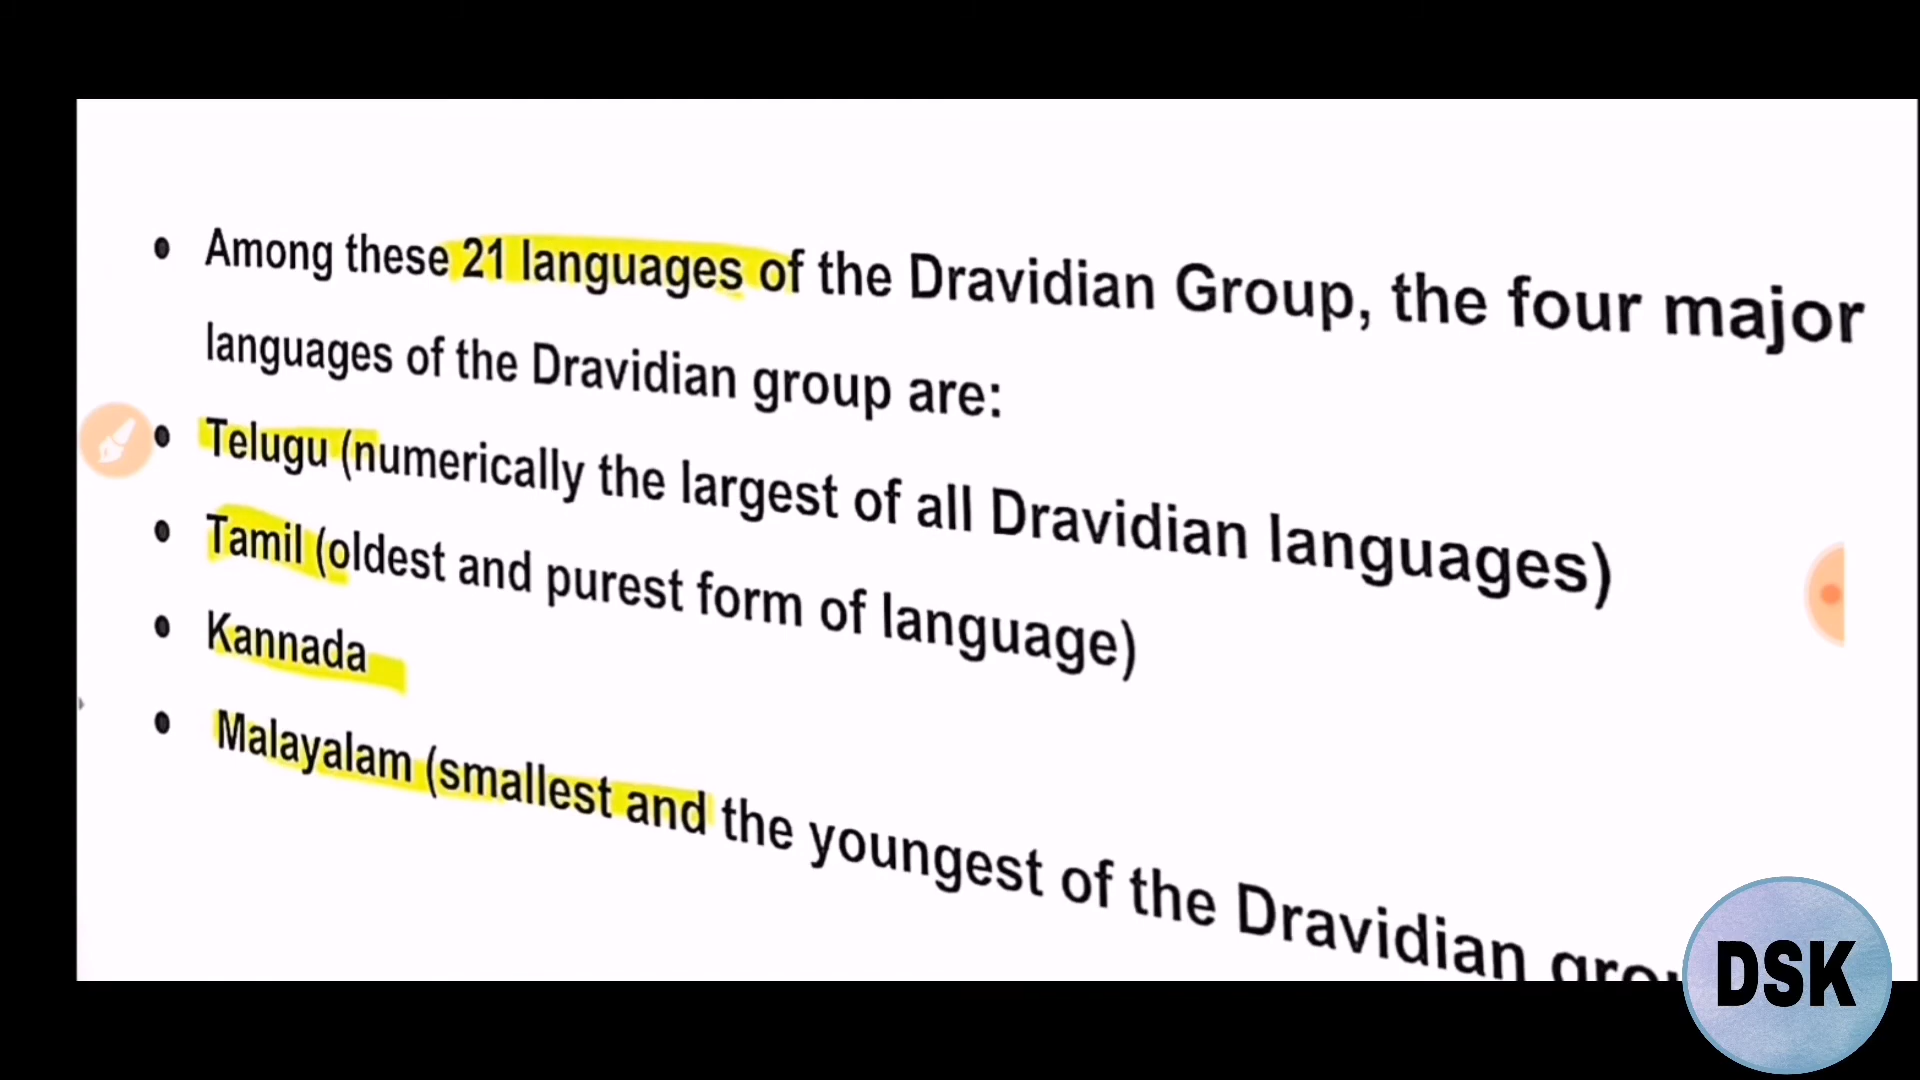 • Among these 21 languages of the Dravidian Group, the four major
languages of the Dravidian group are:
• Telugu (numerically the largest of all Dravidian languages)
• Tamil (oldest and purest form of language)
• Kannada
• Malayalam (smallest and the youngest of the Dravidian
DSK